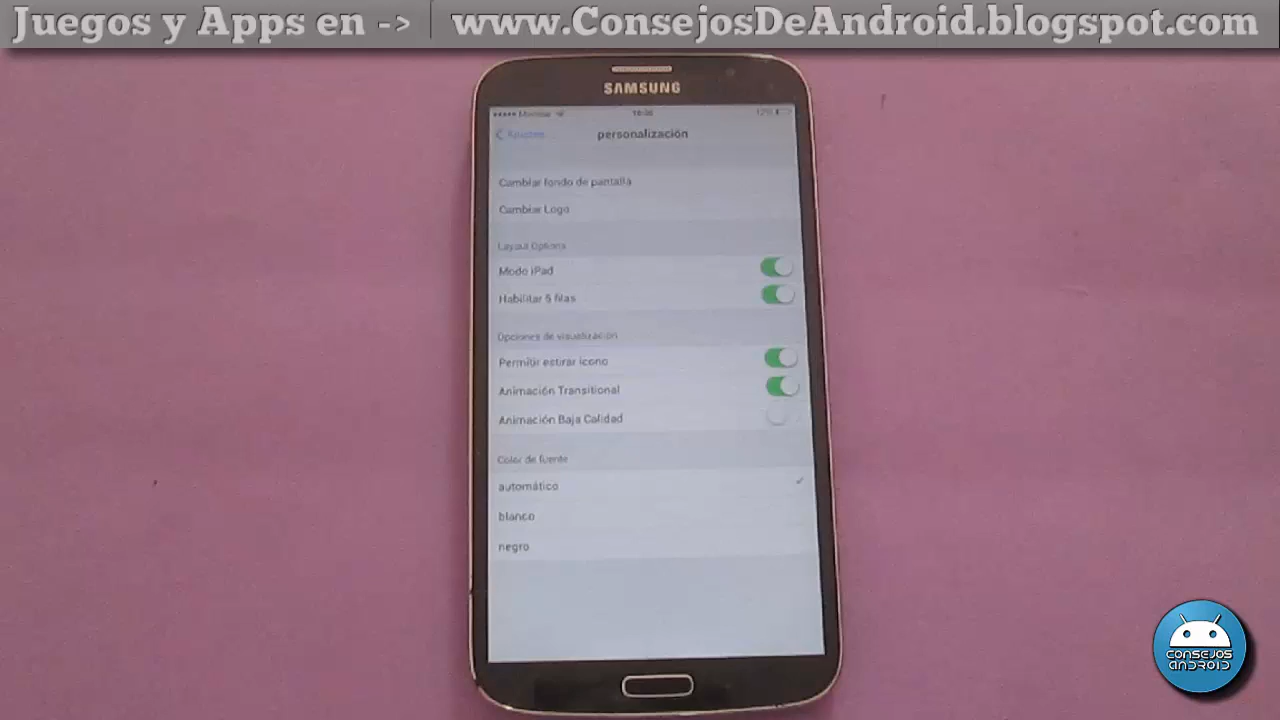 Juegos y Apps en -> | www.ConsejosDeAndroid.blogspot.com
SAMSUNG
Ajustes
personalización
Cambiar fondo de pantalla
Cambiar Logo
Layout Options
Modo iPad
Habilitar 5 filas
Opciones de visualización
Permitir estirar icono
Animación Transitional
Animación Baja Calidad
Color de fuente
automático
blanco
negro
CONSEJOS
ANDROID